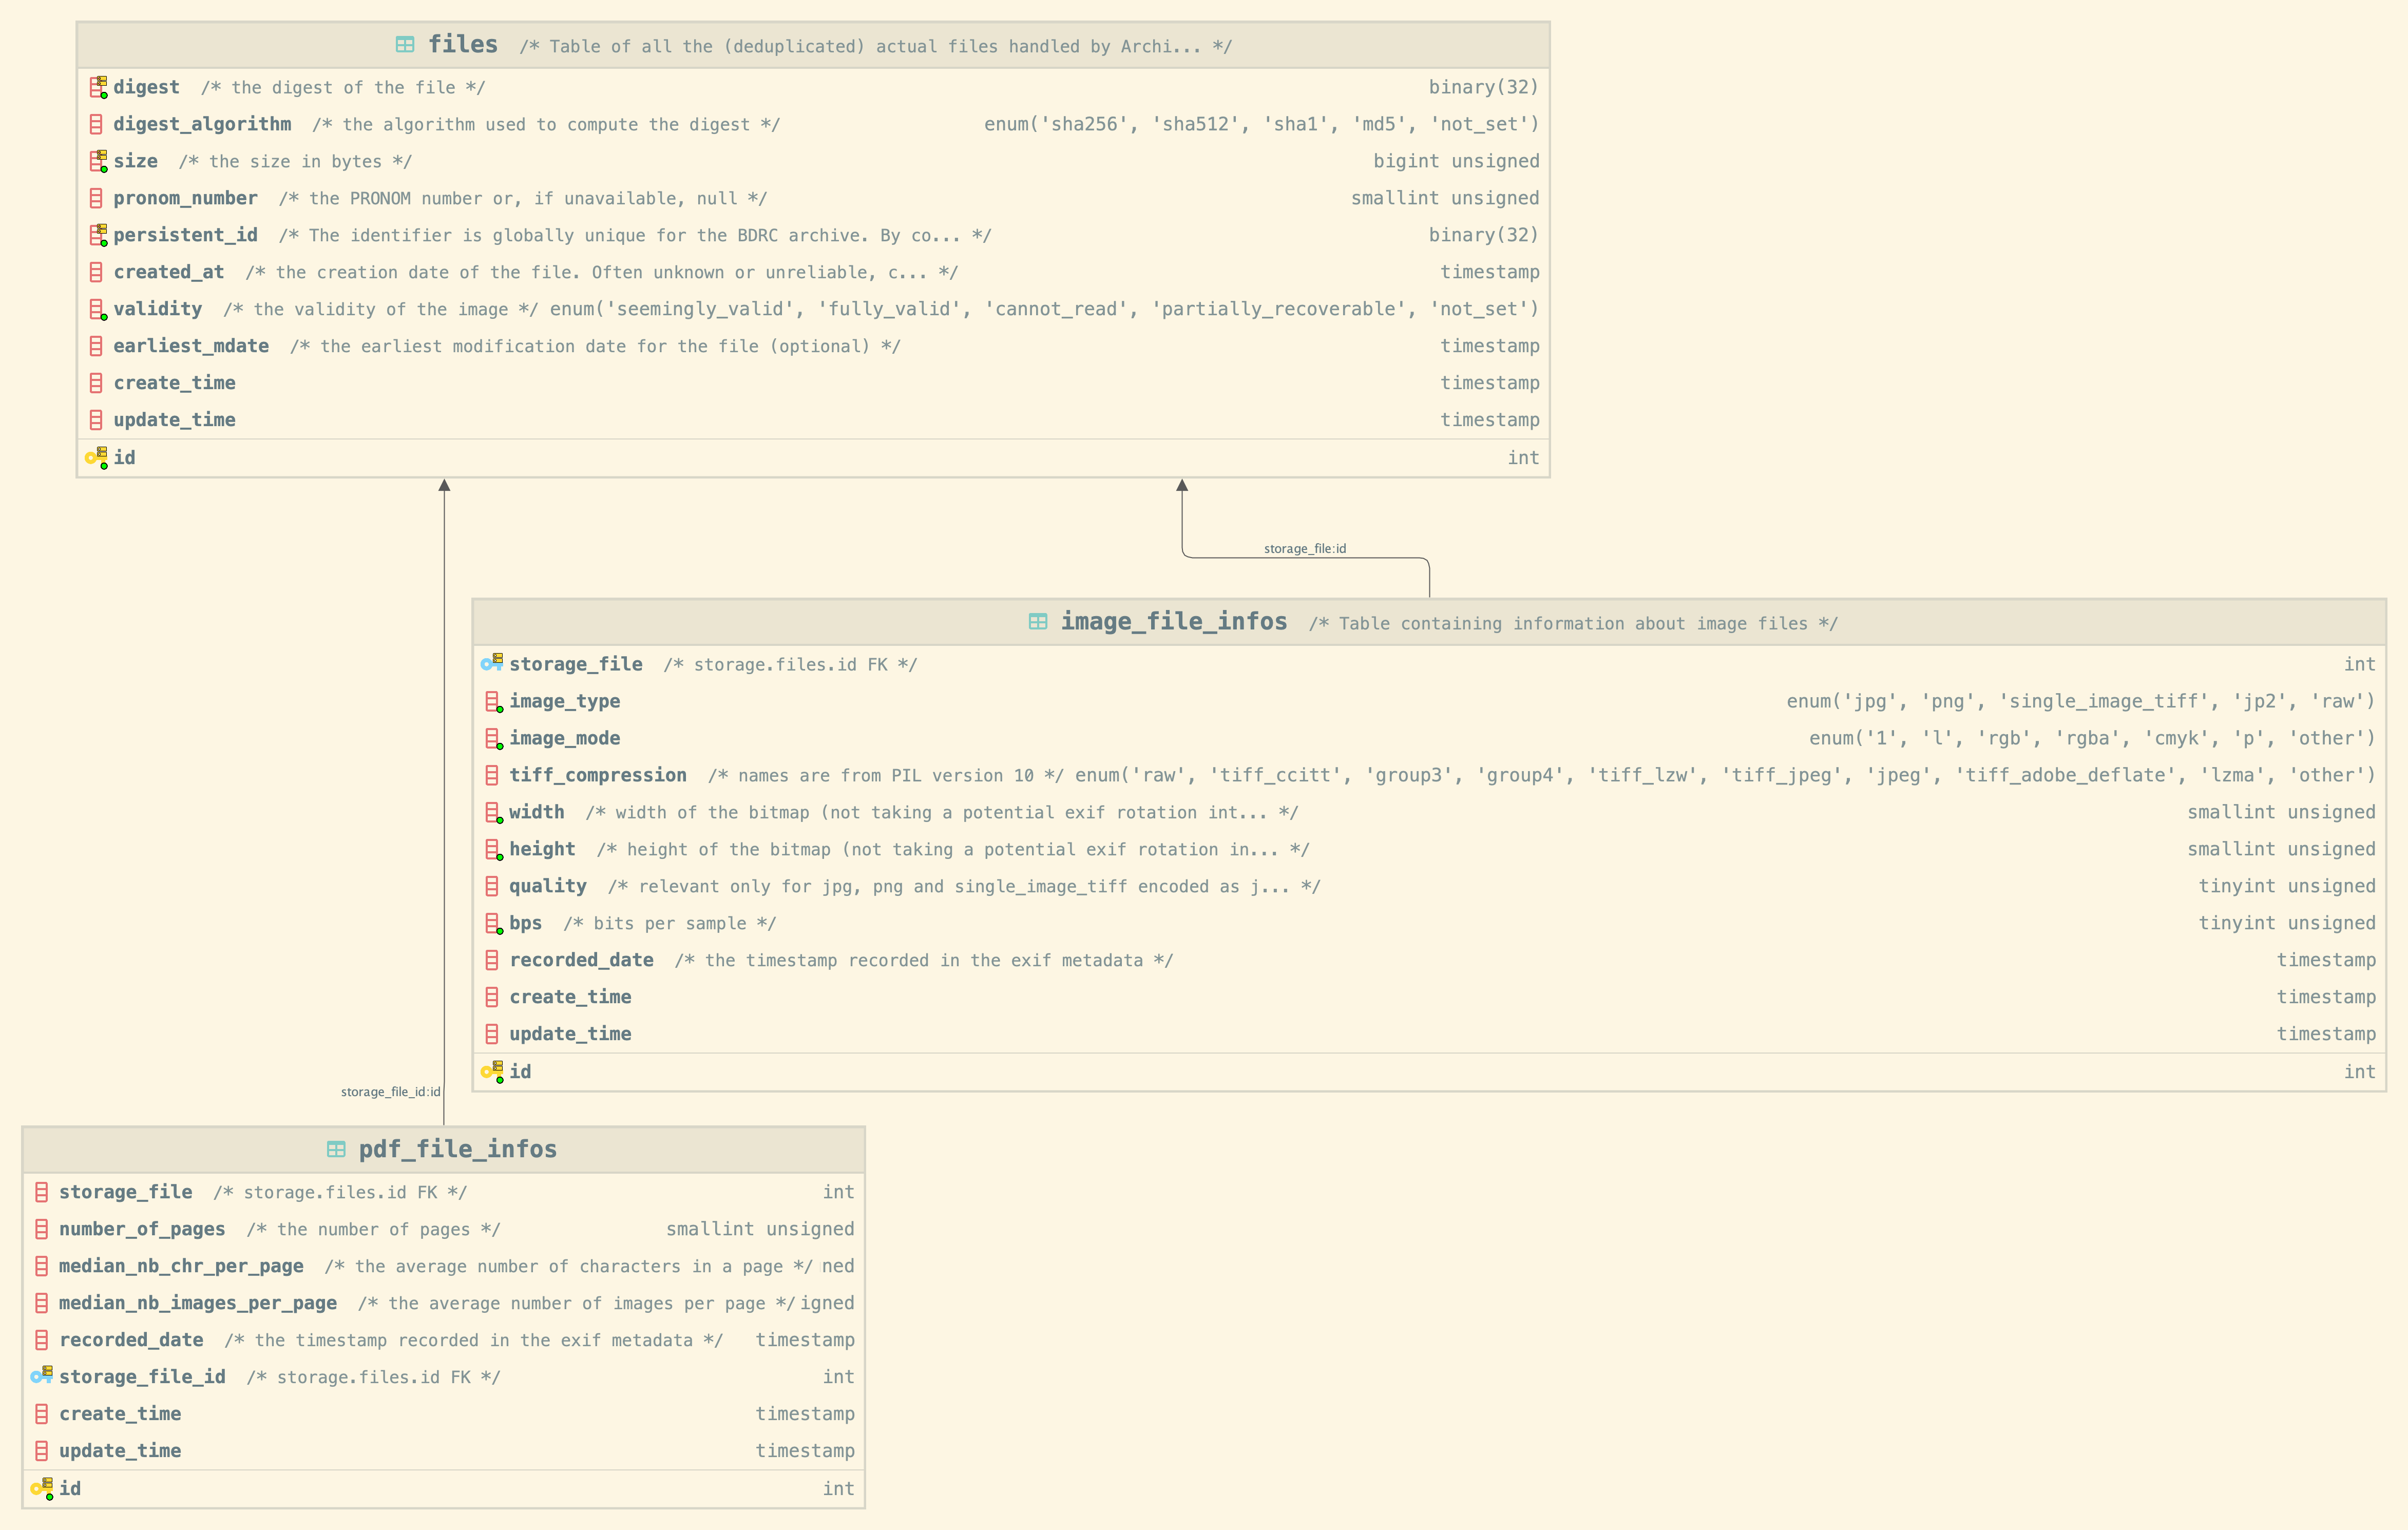 files /* Table of all the (deduplicated) actual files handled by Archi... */
digest /* the digest of the file */ binary(32)
digest_algorithm /* the algorithm used to compute the digest */ enum('sha256', 'sha512', 'sha1', 'md5', 'not_set')
size /* the size in bytes */ bigint unsigned
pronom_number /* the PRONOM number or, if unavailable, null */ smallint unsigned
persistent_id /* The identifier is globally unique for the BDRC archive. By co... */ binary(32)
created_at /* the creation date of the file. Often unknown or unreliable, c... */ timestamp
validity /* the validity of the image */ enum('seemingly_valid', 'fully_valid', 'cannot_read', 'partially_recoverable', 'not_set')
earliest_mdate /* the earliest modification date for the file (optional) */ timestamp
create_time timestamp
update_time timestamp
id int
storage_file:id
image_file_infos /* Table containing information about image files */
storage_file /* storage.files.id FK */ int
image_type enum('jpg', 'png', 'single_image_tiff', 'jp2', 'raw')
image_mode enum('1', 'l', 'rgb', 'rgba', 'cmyk', 'p', 'other')
tiff_compression /* names are from PIL version 10 */ enum('raw', 'tiff_ccitt', 'group3', 'group4', 'tiff_lzw', 'tiff_jpeg', 'jpeg', 'tiff_adobe_deflate', 'lzma', 'other')
width /* width of the bitmap (not taking a potential exif rotation int... */ smallint unsigned
height /* height of the bitmap (not taking a potential exif rotation in... */ smallint unsigned
quality /* relevant only for jpg, png and single_image_tiff encoded as j... */ tinyint unsigned
bps /* bits per sample */ tinyint unsigned
recorded_date /* the timestamp recorded in the exif metadata */ timestamp
create_time timestamp
update_time timestamp
id int
storage_file_id:id
pdf_file_infos
storage_file /* storage.files.id FK */ int
number_of_pages /* the number of pages */ smallint unsigned
median_nb_chr_per_page /* the average number of characters in a page */ ned
median_nb_images_per_page /* the average number of images per page */ igned
recorded_date /* the timestamp recorded in the exif metadata */ timestamp
storage_file_id /* storage.files.id FK */ int
create_time timestamp
update_time timestamp
id int